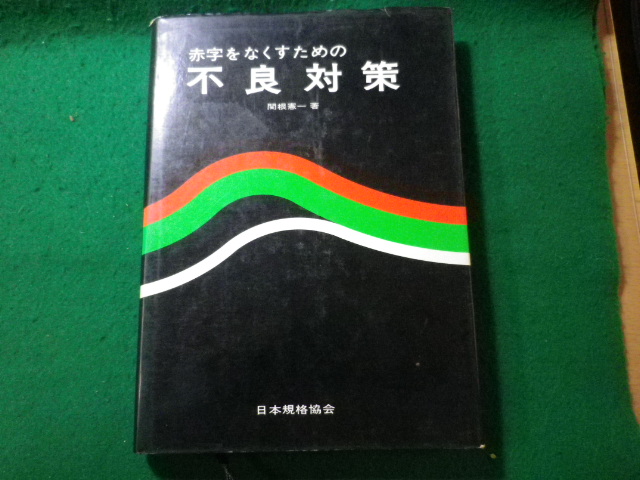 赤字をなくすための
不良対策
関根憲一 著
日本規格協会